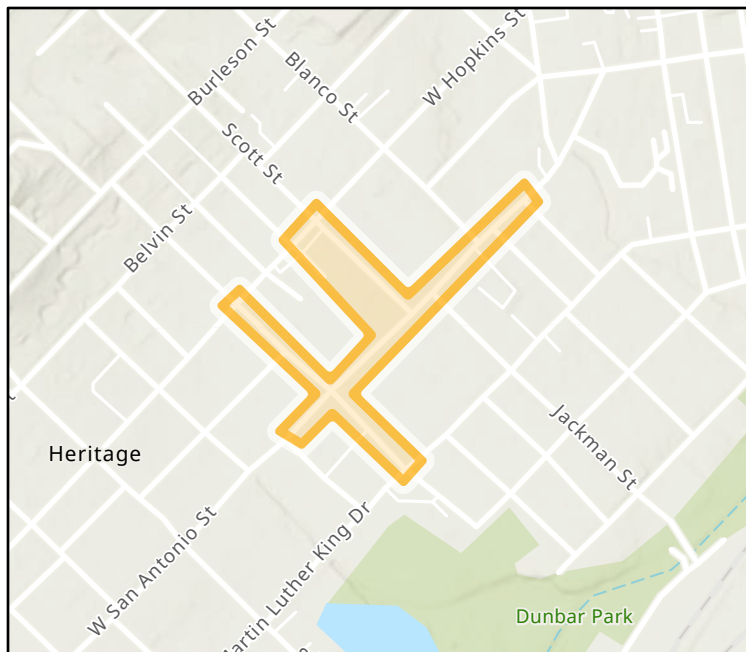 Burleson St
Blanco St
W Hopkins St
Scott St
Belvin St
Jackman St
Heritage
W San Antonio St
Martin Luther King Dr
Dunbar Park